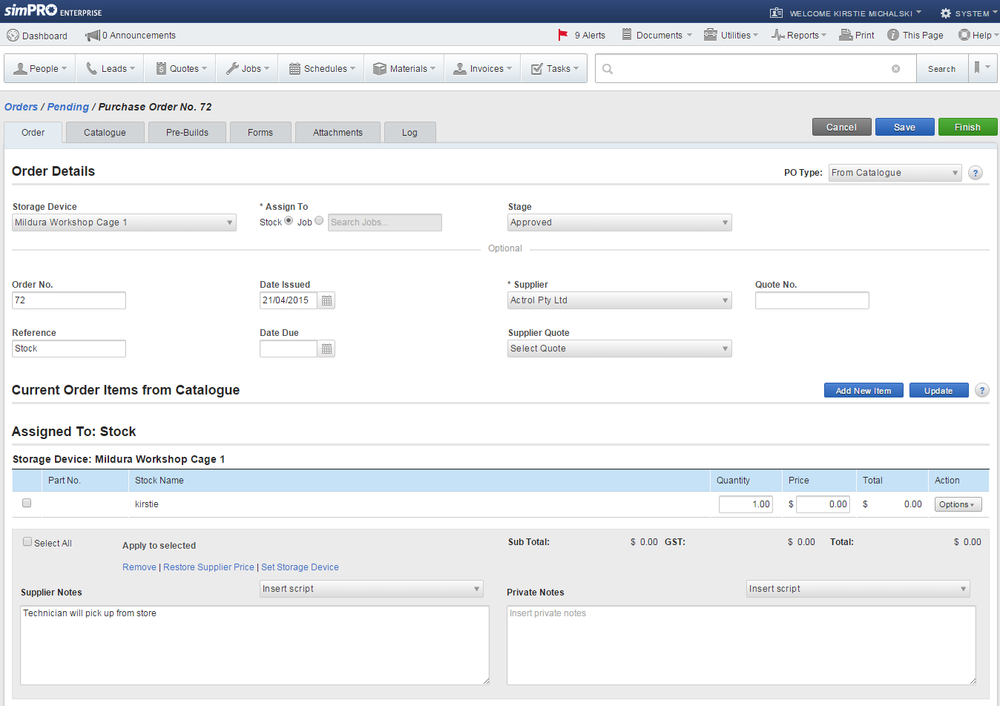 simPRO ENTERPRISE WELCOME KIRSTIE MICHALSKI SYSTEM
Dashboard 0 Announcements 9 Alerts Documents Utilities Reports Print This Page Help
People Leads Quotes Jobs Schedules Materials Invoices Tasks Search
Orders / Pending / Purchase Order No. 72
Order Catalogue Pre-Builds Forms Attachments Log Cancel Save Finish
Order Details PO Type: From Catalogue ?
Storage Device * Assign To Stage
Mildura Workshop Cage 1 Stock Job Search Jobs... Approved
Optional
Order No. Date Issued * Supplier Quote No.
72 21/04/2015 Actrol Pty Ltd
Reference Date Due Supplier Quote
Stock Select Quote
Current Order Items from Catalogue Add New Item Update ?
Assigned To: Stock
Storage Device: Mildura Workshop Cage 1
Part No. Stock Name Quantity Price Total Action
kirstie 1.00 $ 0.00 $ 0.00 Options
Select All Apply to selected Sub Total: $ 0.00 GST: $ 0.00 Total: $ 0.00
Remove | Restore Supplier Price | Set Storage Device
Supplier Notes Insert script Private Notes Insert script
Technician will pick up from store Insert private notes